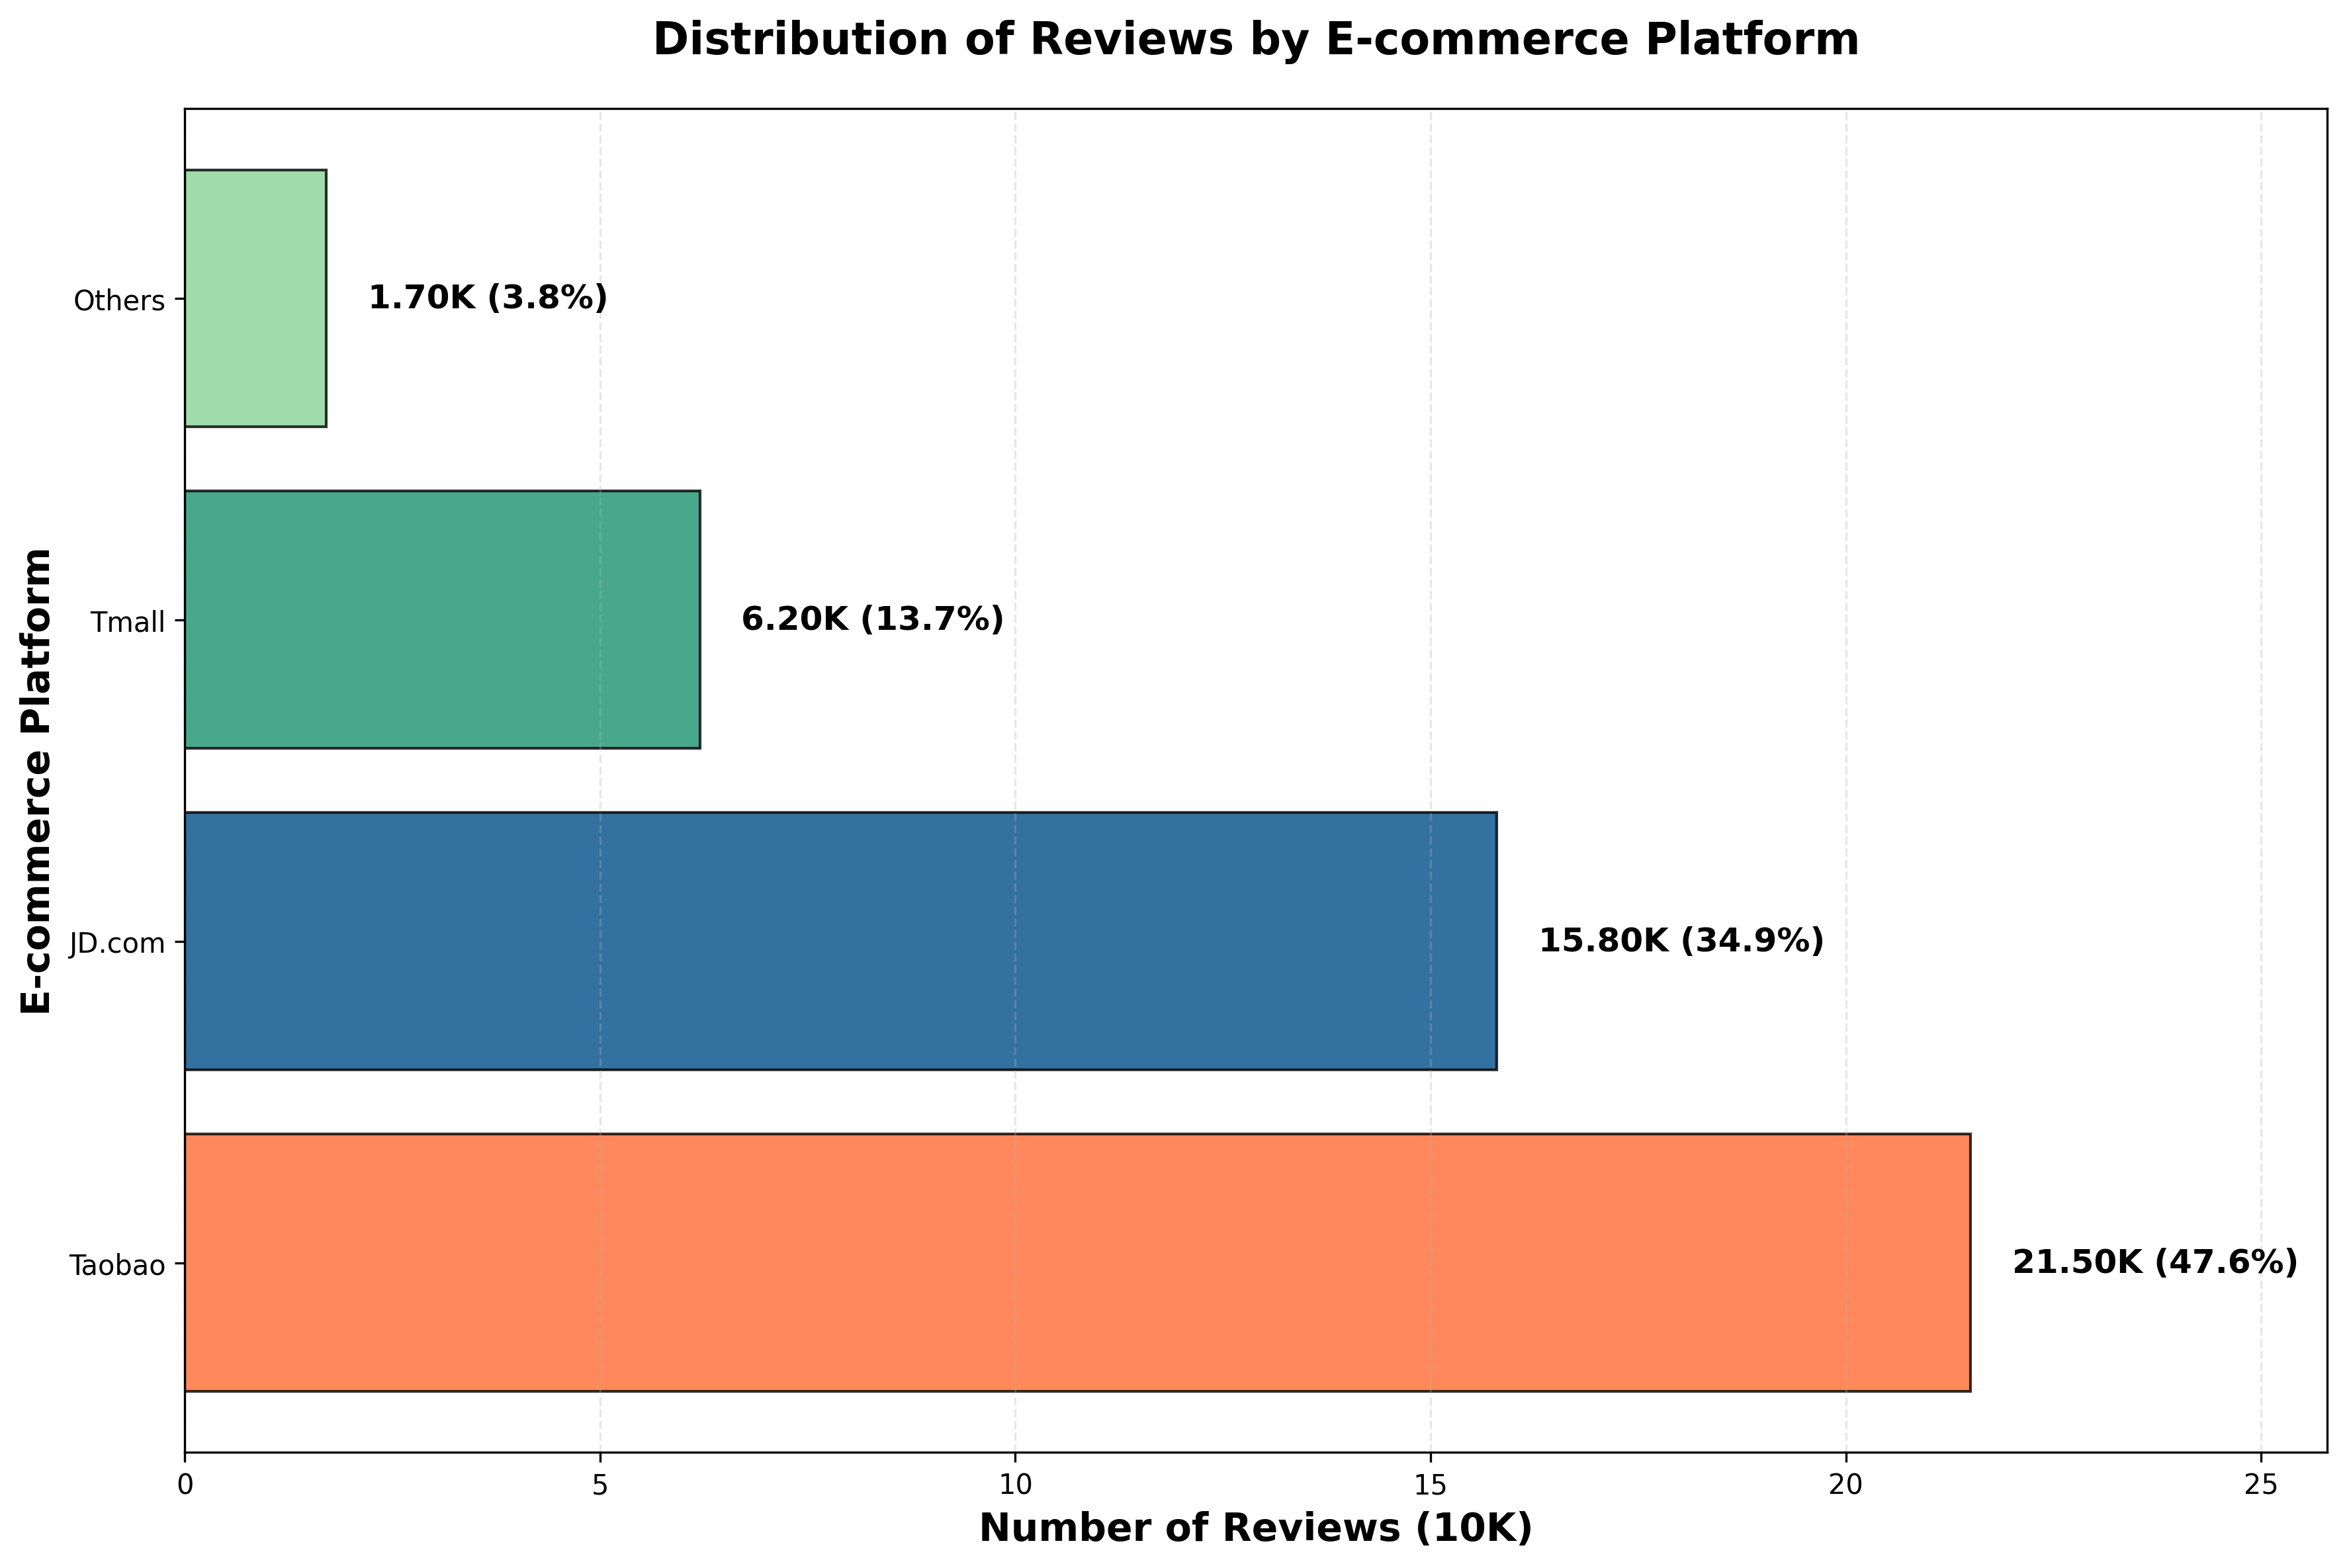 Distribution of Reviews by E-commerce Platform
E-commerce Platform
Others
1.70K (3.8%)
Tmall
6.20K (13.7%)
JD.com
15.80K (34.9%)
Taobao
21.50K (47.6%)
0 5 10 15 20 25
Number of Reviews (10K)